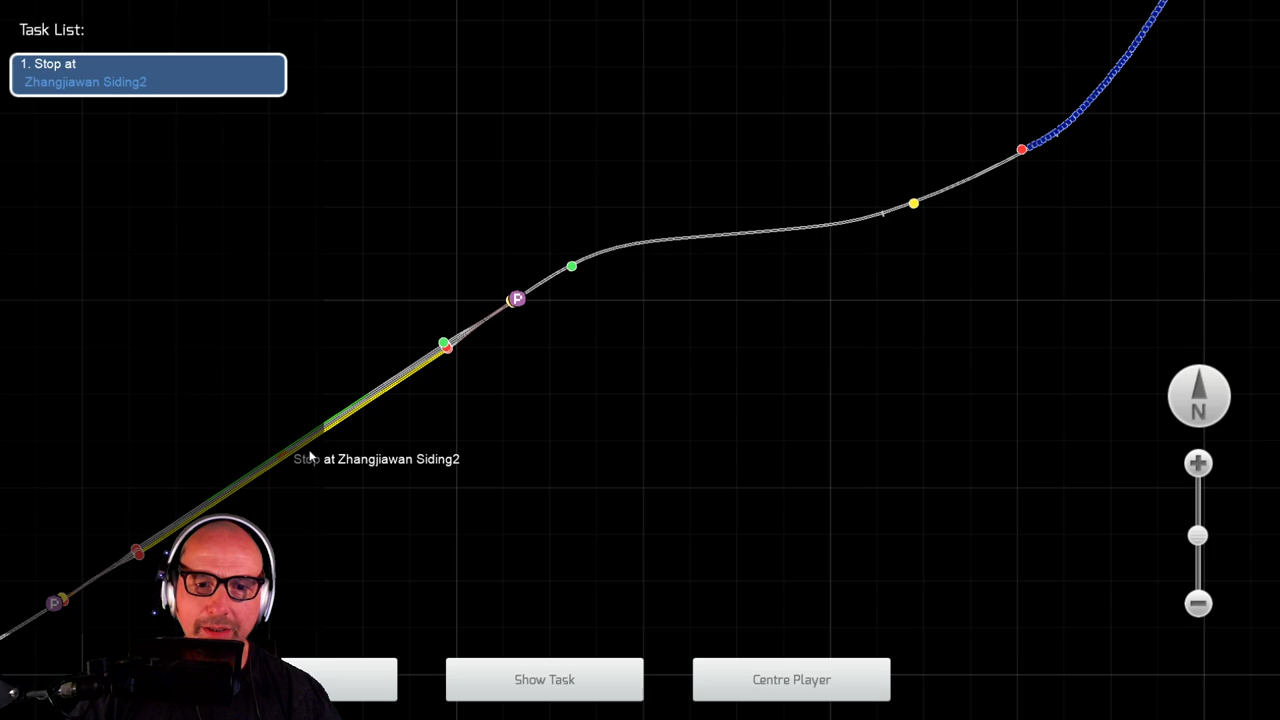 Task List:
1. Stop at
Zhangjiawan Siding2
P
Stop at Zhangjiawan Siding2
N
P
Show Task
Centre Player